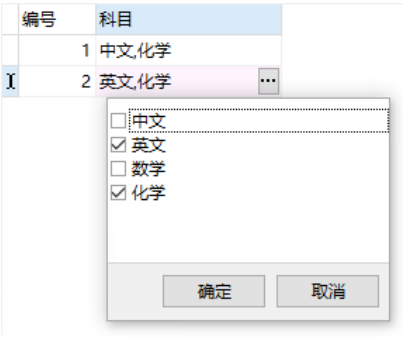 编号 科目
1 中文,化学
2 英文,化学 ...
中文
英文
数学
化学
确定 取消